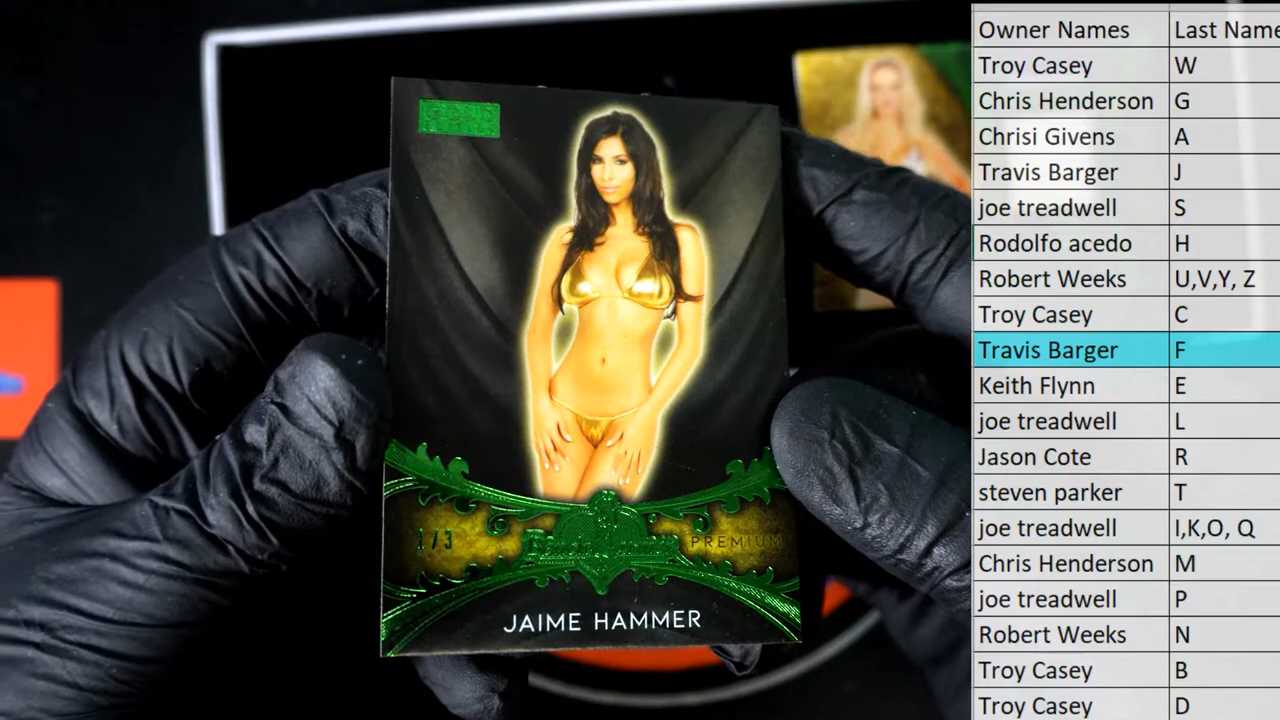 GOLD
1/3
PREMIUM
JAIME HAMMER
Owner Names Last Name
Troy Casey W
Chris Henderson G
Chrisi Givens A
Travis Barger J
joe treadwell S
Rodolfo acedo H
Robert Weeks U,V,Y, Z
Troy Casey C
Travis Barger F
Keith Flynn E
joe treadwell L
Jason Cote R
steven parker T
joe treadwell I,K,O, Q
Chris Henderson M
joe treadwell P
Robert Weeks N
Troy Casey B
Troy Casey D